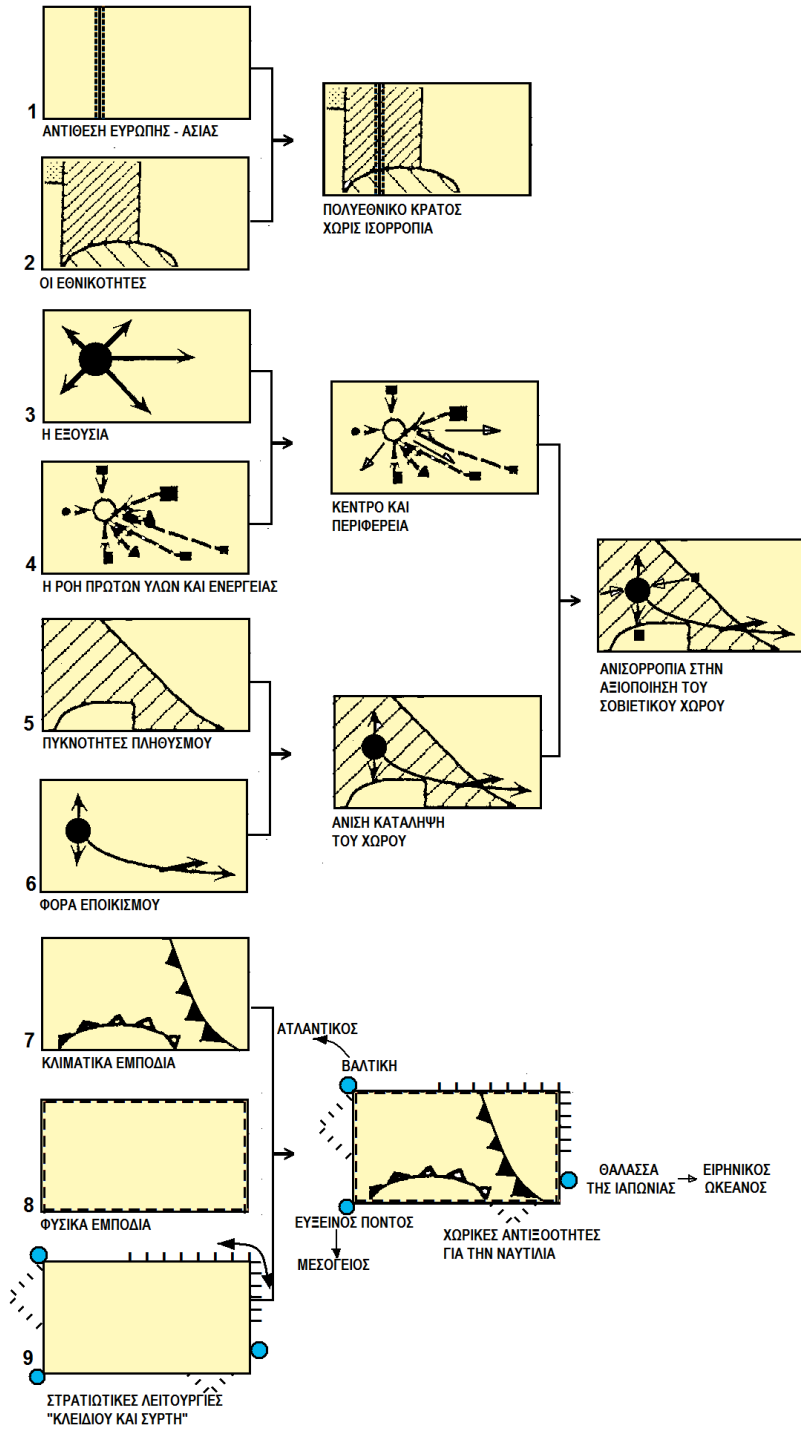 1
ΑΝΤΙΘΕΣΗ ΕΥΡΩΠΗΣ - ΑΣΙΑΣ
2
ΟΙ ΕΘΝΙΚΟΤΗΤΕΣ
ΠΟΛΥΕΘΝΙΚΟ ΚΡΑΤΟΣ
ΧΩΡΙΣ ΙΣΟΡΡΟΠΙΑ
3
Η ΕΞΟΥΣΙΑ
4
Η ΡΟΗ ΠΡΩΤΩΝ ΥΛΩΝ ΚΑΙ ΕΝΕΡΓΕΙΑΣ
ΚΕΝΤΡΟ ΚΑΙ
ΠΕΡΙΦΕΡΕΙΑ
5
ΠΥΚΝΟΤΗΤΕΣ ΠΛΗΘΥΣΜΟΥ
6
ΦΟΡΑ ΕΠΟΙΚΙΣΜΟΥ
ΑΝΙΣΗ ΚΑΤΑΛΗΨΗ
ΤΟΥ ΧΩΡΟΥ
ΑΝΙΣΟΡΡΟΠΙΑ ΣΤΗΝ
ΑΞΙΟΠΟΙΗΣΗ ΤΟΥ
ΣΟΒΙΕΤΙΚΟΥ ΧΩΡΟΥ
7
ΚΛΙΜΑΤΙΚΑ ΕΜΠΟΔΙΑ
8
ΦΥΣΙΚΑ ΕΜΠΟΔΙΑ
9
ΣΤΡΑΤΙΩΤΙΚΕΣ ΛΕΙΤΟΥΡΓΙΕΣ
"ΚΛΕΙΔΙΟΥ ΚΑΙ ΣΥΡΤΗ"
ΑΤΛΑΝΤΙΚΟΣ
ΒΑΛΤΙΚΗ
ΘΑΛΑΣΣΑ
ΤΗΣ ΙΑΠΩΝΙΑΣ
ΕΙΡΗΝΙΚΟΣ
ΩΚΕΑΝΟΣ
ΕΥΞΕΙΝΟΣ ΠΟΝΤΟΣ
ΜΕΣΟΓΕΙΟΣ
ΧΩΡΙΚΕΣ ΑΝΤΙΞΟΟΤΗΤΕΣ
ΓΙΑ ΤΗΝ ΝΑΥΤΙΛΙΑ